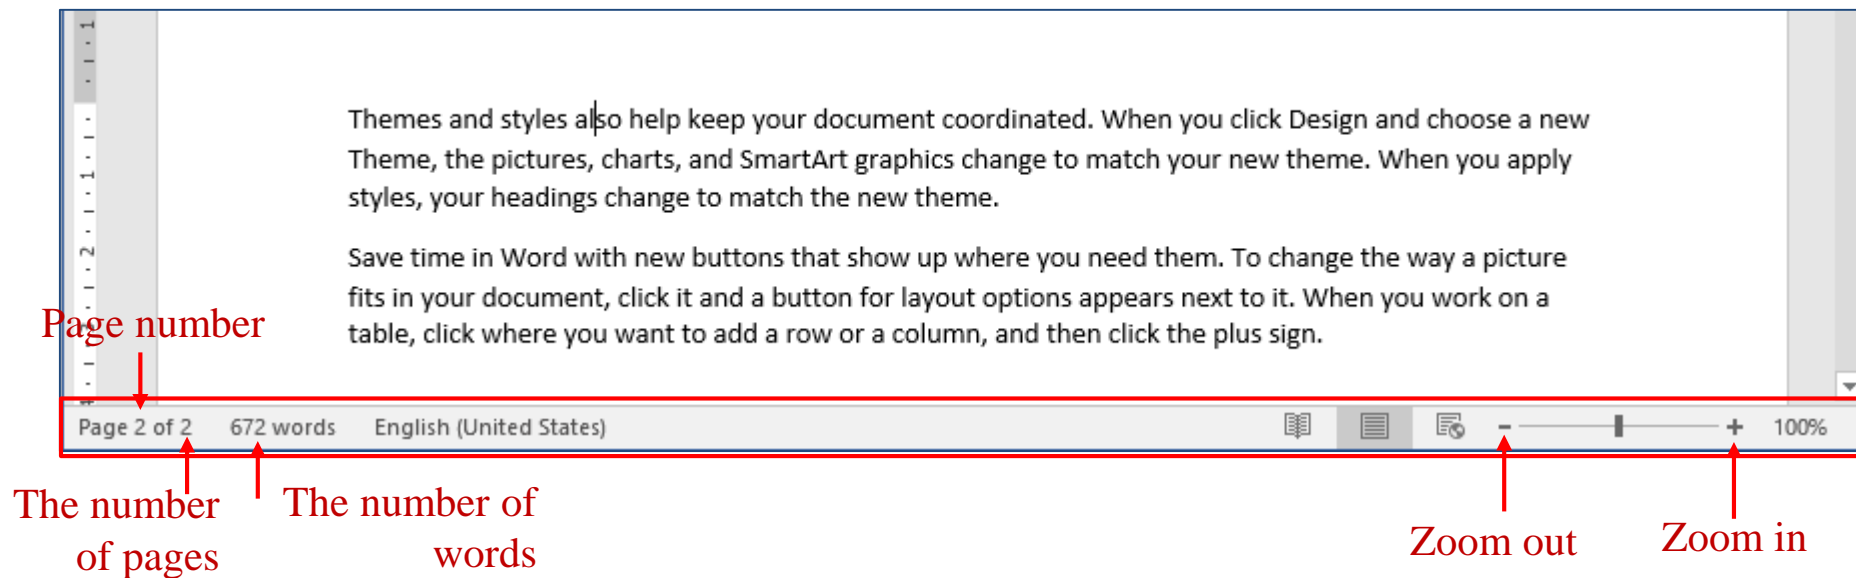 Themes and styles also help keep your document coordinated. When you click Design and choose a new
Theme, the pictures, charts, and SmartArt graphics change to match your new theme. When you apply
styles, your headings change to match the new theme.
Save time in Word with new buttons that show up where you need them. To change the way a picture
fits in your document, click it and a button for layout options appears next to it. When you work on a
table, click where you want to add a row or a column, and then click the plus sign.
Page number
Page 2 of 2 672 words English (United States) 100%
The number
of pages
The number of
words
Zoom out
Zoom in